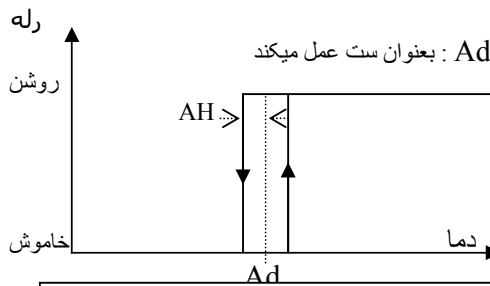 رله
Ad : بعنوان ست عمل میکند
روشن
AH
دما
خاموش
Ad